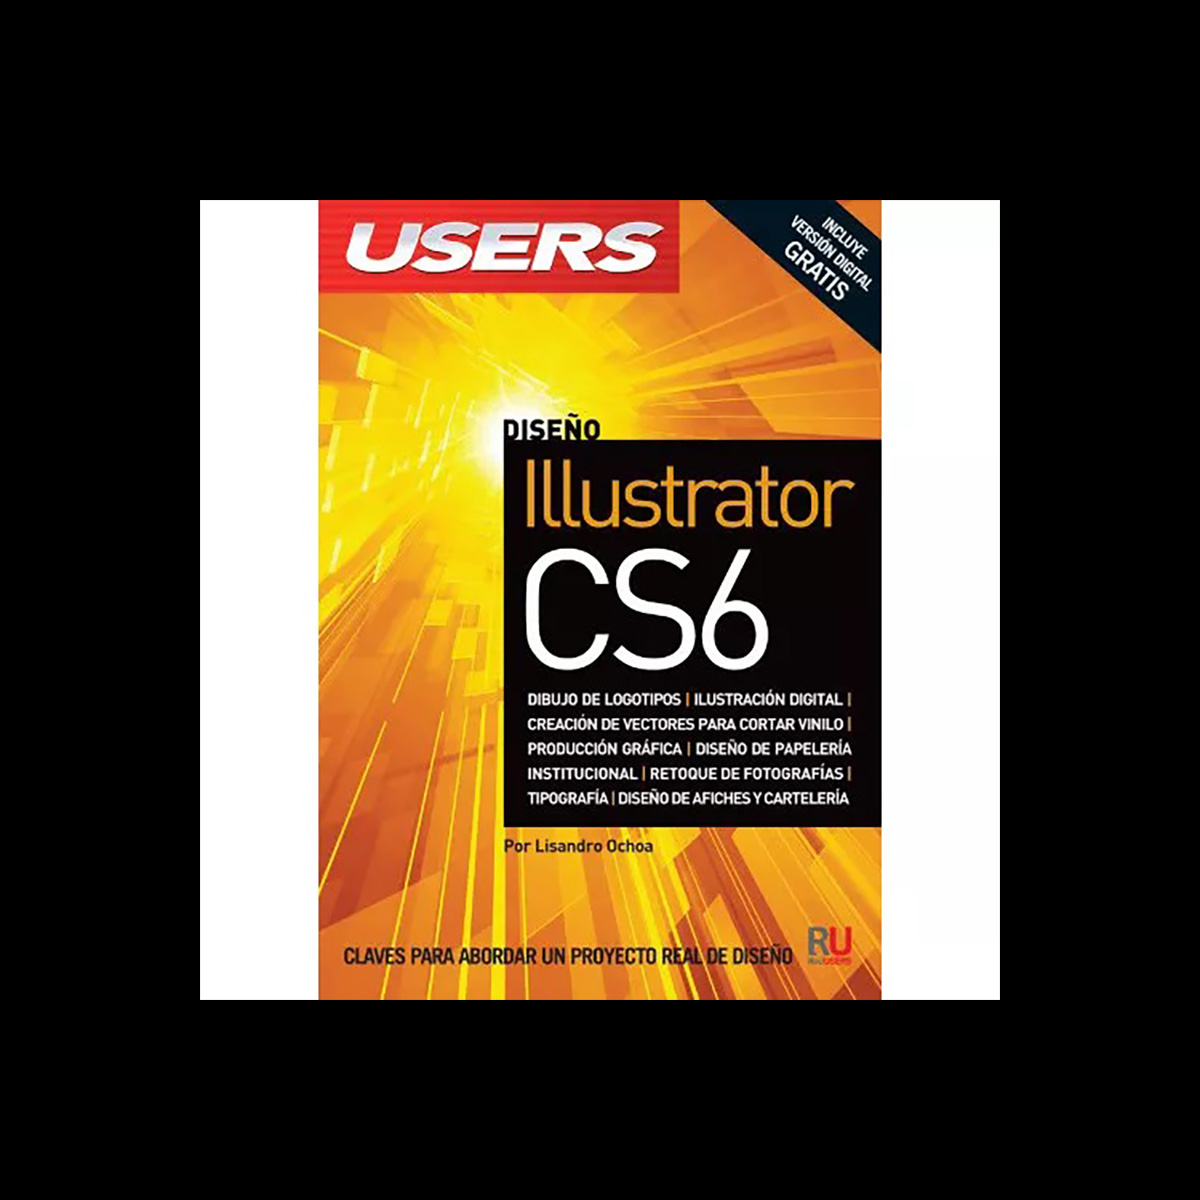 USERS
INCLUYE
VERSIÓN DIGITAL
GRATIS
DISEÑO
Illustrator
CS6
DIBUJO DE LOGOTIPOS | ILUSTRACIÓN DIGITAL |
CREACIÓN DE VECTORES PARA CORTAR VINILO |
PRODUCCIÓN GRÁFICA | DISEÑO DE PAPELERÍA
INSTITUCIONAL | RETOQUE DE FOTOGRAFÍAS |
TIPOGRAFÍA | DISEÑO DE AFICHES Y CARTELERÍA
Por Lisandro Ochoa
CLAVES PARA ABORDAR UN PROYECTO REAL DE DISEÑO
RU
REDUSERS